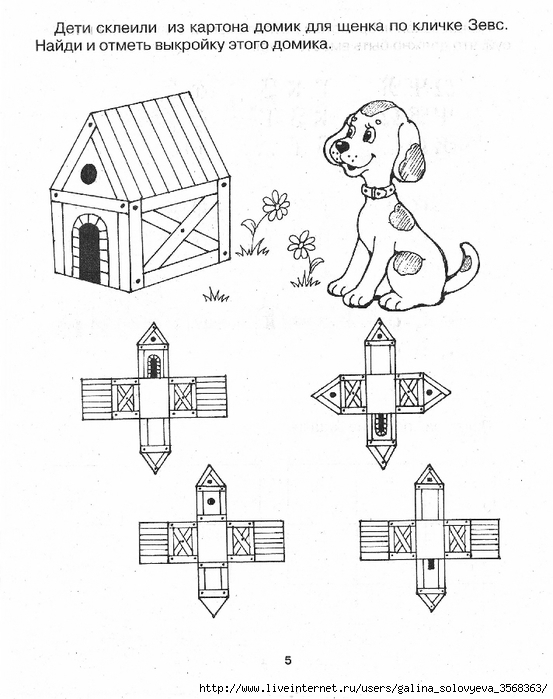 Дети склеили из картона домик для щенка по кличке Зевс.
Найди и отметь выкройку этого домика.
5
http://www.liveinternet.ru/users/galina_solovyeva_3568363/